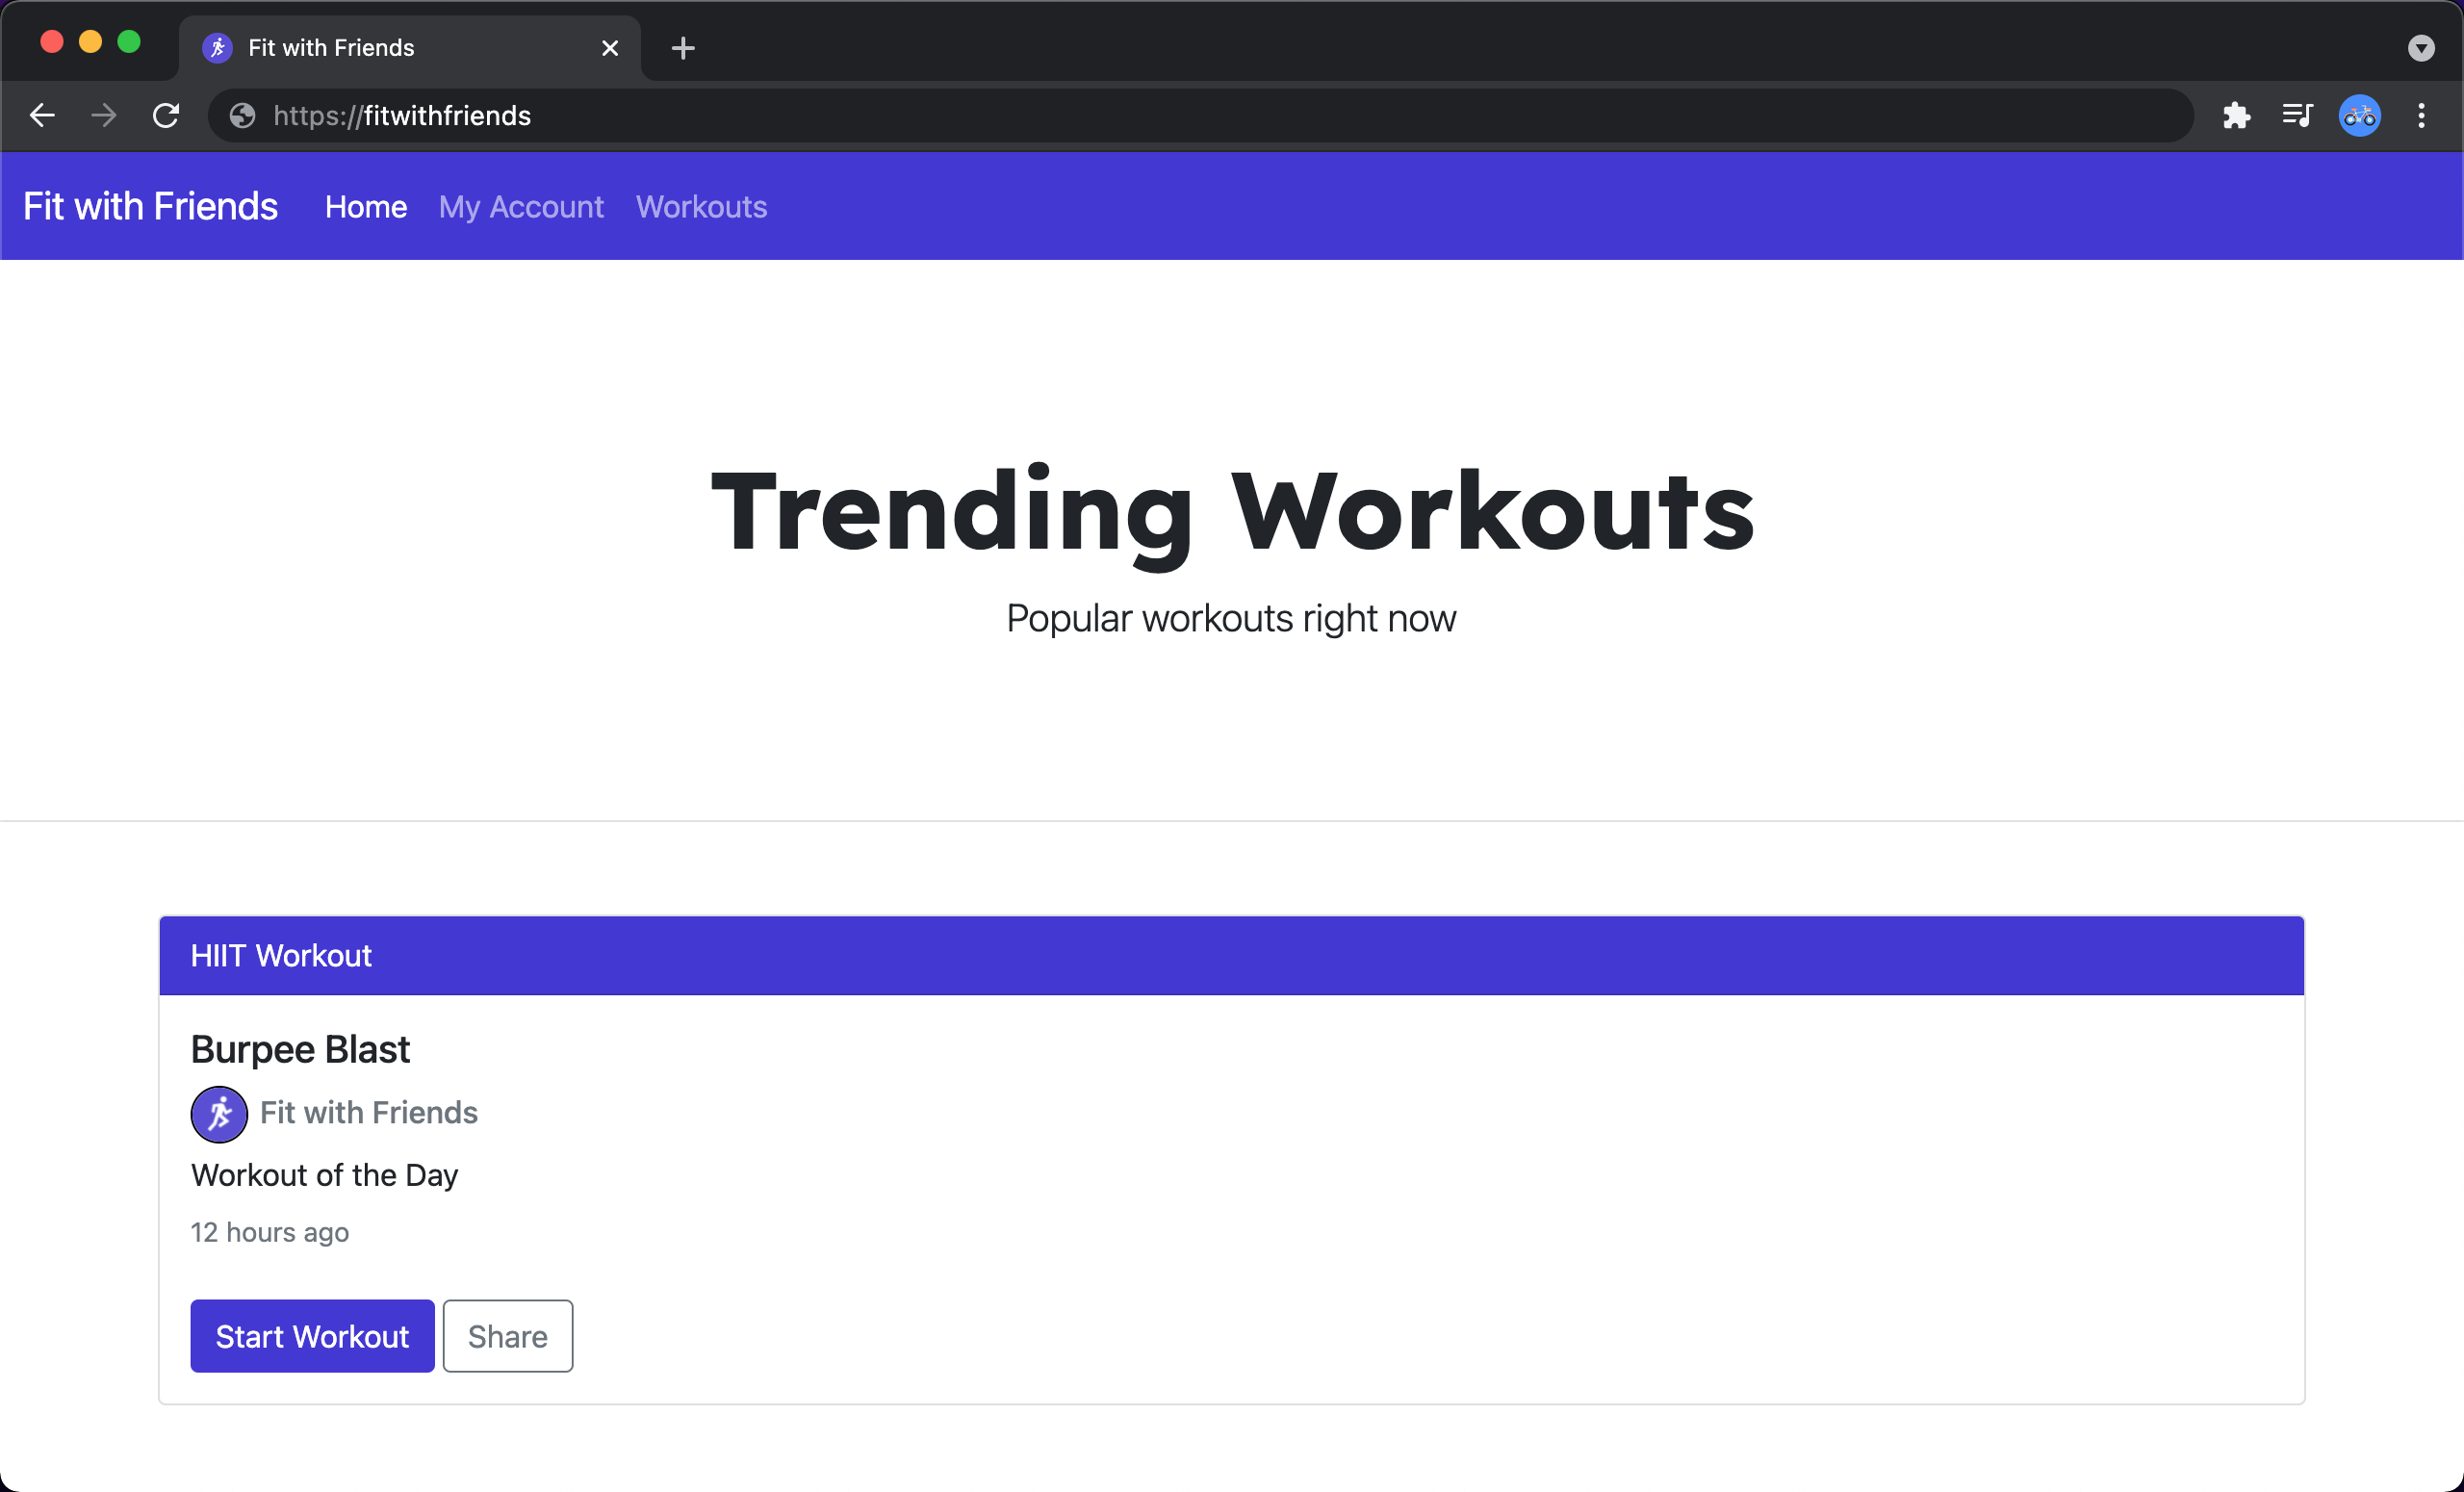 Fit with Friends
https://fitwithfriends
Fit with Friends Home My Account Workouts
Trending Workouts
Popular workouts right now
HIIT Workout
Burpee Blast
Fit with Friends
Workout of the Day
12 hours ago
Start Workout Share